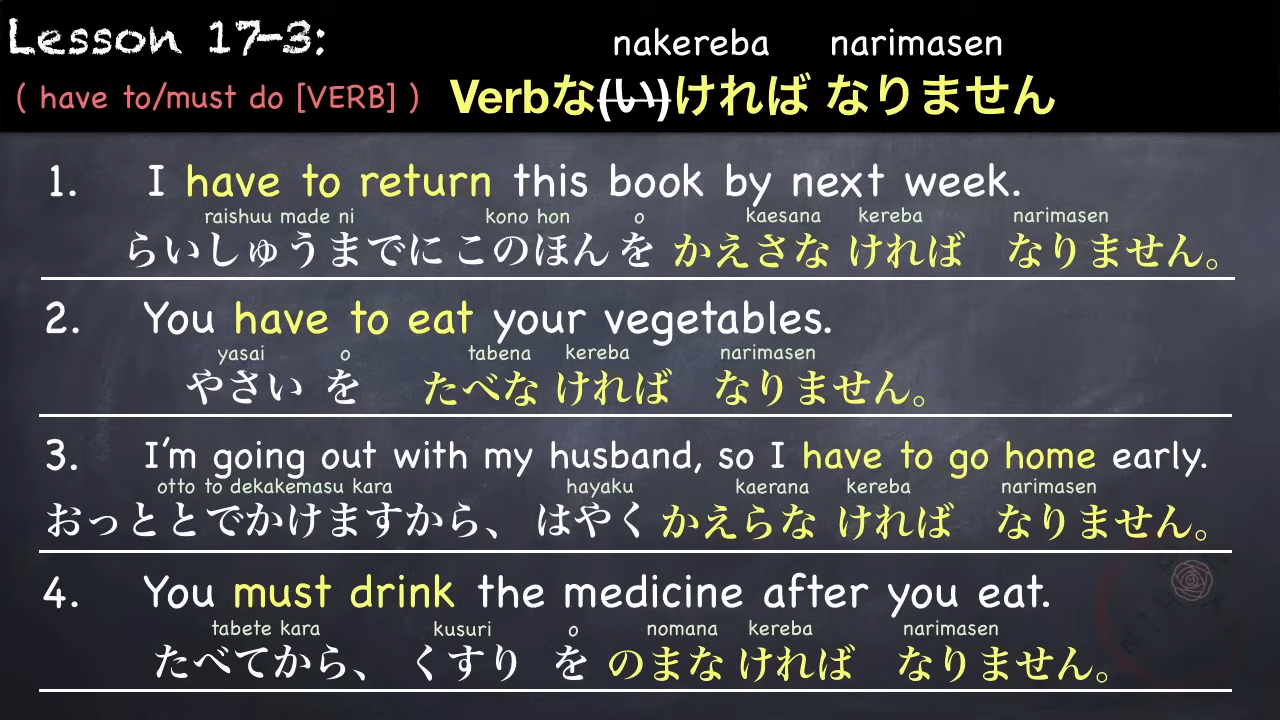 Lesson 17-3:
nakereba narimasen
( have to/must do [VERB] ) Verbな(い)ければ なりません
1. I have to return this book by next week.
raishuu made ni kono hon o kaesana kereba narimasen
らいしゅうまでに このほん を かえさな ければ なりません。
2. You have to eat your vegetables.
yasai o tabena kereba narimasen
やさい を たべな ければ なりません。
3. I'm going out with my husband, so I have to go home early.
otto to dekakemasu kara hayaku kaerana kereba narimasen
おっととでかけますから、 はやく かえらな ければ なりません。
4. You must drink the medicine after you eat.
tabete kara kusuri o nomana kereba narimasen
たべてから、 くすり を のまな ければ なりません。